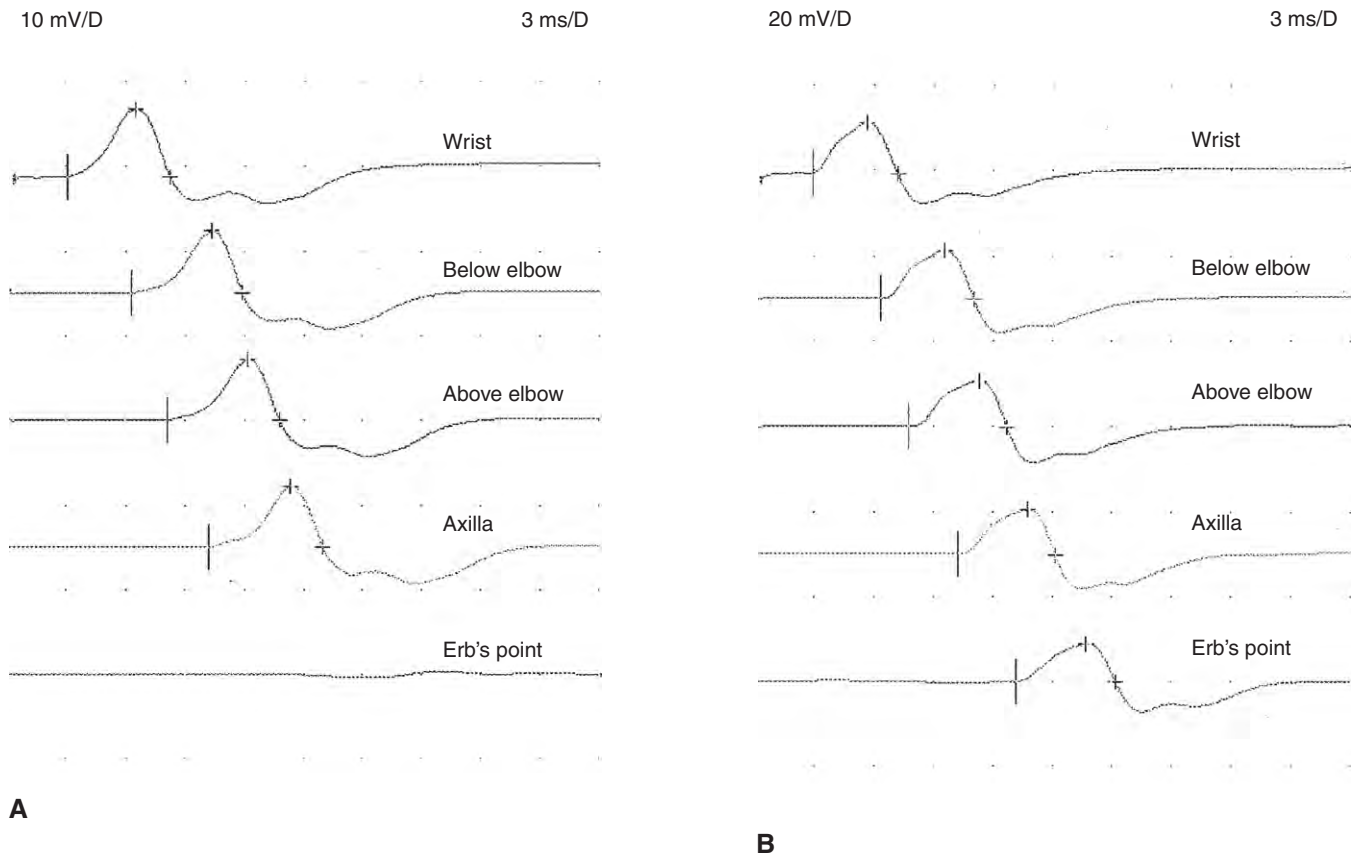 10 mV/D 3 ms/D
Wrist
Below elbow
Above elbow
Axilla
Erb's point
A
20 mV/D 3 ms/D
Wrist
Below elbow
Above elbow
Axilla
Erb's point
B